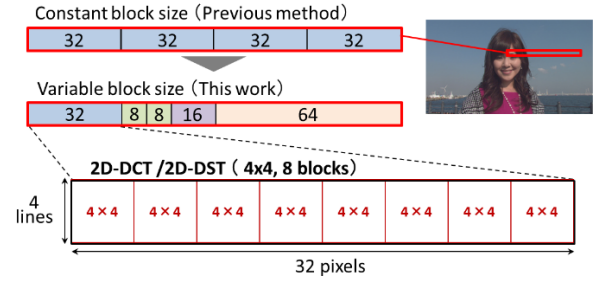 Constant block size (Previous method)
32 32 32 32
Variable block size (This work)
32 8 8 16 64
2D-DCT /2D-DST ( 4x4, 8 blocks)
4 lines
4×4 4×4 4×4 4×4 4×4 4×4 4×4 4×4
32 pixels